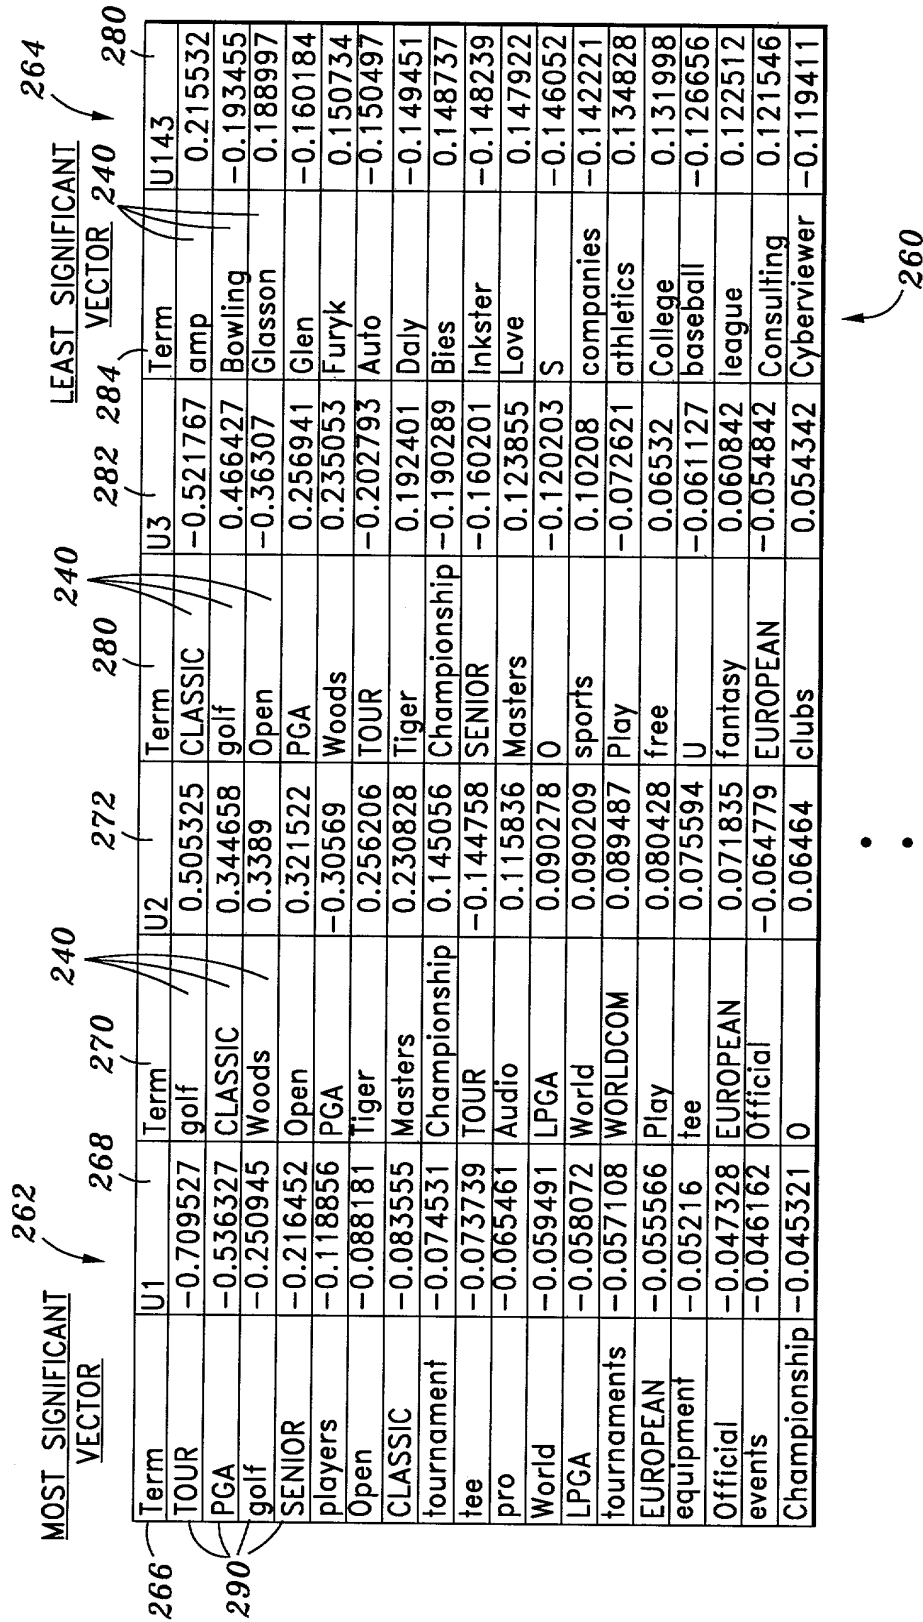 MOST SIGNIFICANT
VECTOR
262
LEAST SIGNIFICANT
VECTOR
264
266 268 270 240 272 280 240 282 284 240 280
Term U1 Term U2 Term U3 Term U143
TOUR −0.709527 golf 0.505325 CLASSIC −0.521767 amp 0.215532
PGA −0.536327 CLASSIC 0.344658 golf 0.466427 Bowling −0.193455
golf −0.250945 Woods 0.3389 Open −0.36307 Glasson 0.188997
SENIOR −0.216452 Open 0.321522 PGA 0.256941 Glen −0.160184
players −0.118856 PGA −0.30569 Woods 0.235053 Furyk 0.150734
Open −0.088181 Tiger 0.256206 TOUR −0.202793 Auto −0.150497
CLASSIC −0.083555 Masters 0.230828 Tiger 0.192401 Daly −0.149451
tournament −0.074531 Championship 0.145056 Championship −0.190289 Bies 0.148737
tee −0.073739 TOUR −0.144758 SENIOR −0.160201 Inkster −0.148239
pro −0.065461 Audio 0.115836 Masters 0.123855 Love 0.147922
World −0.059491 LPGA 0.090278 O −0.120203 S −0.146052
LPGA −0.058072 World 0.090209 sports 0.10208 companies −0.142221
tournaments −0.057108 WORLDCOM 0.089487 Play −0.072621 athletics 0.134828
EUROPEAN −0.055566 Play 0.080428 free 0.06532 College 0.131998
equipment −0.05216 tee 0.075594 U −0.061127 baseball −0.126656
Official −0.047328 EUROPEAN 0.071835 fantasy 0.060842 league 0.122512
events −0.046162 Official −0.064779 EUROPEAN −0.054842 Consulting 0.121546
Championship −0.045321 O 0.06464 clubs 0.054342 Cyberviewer −0.119411
290
260